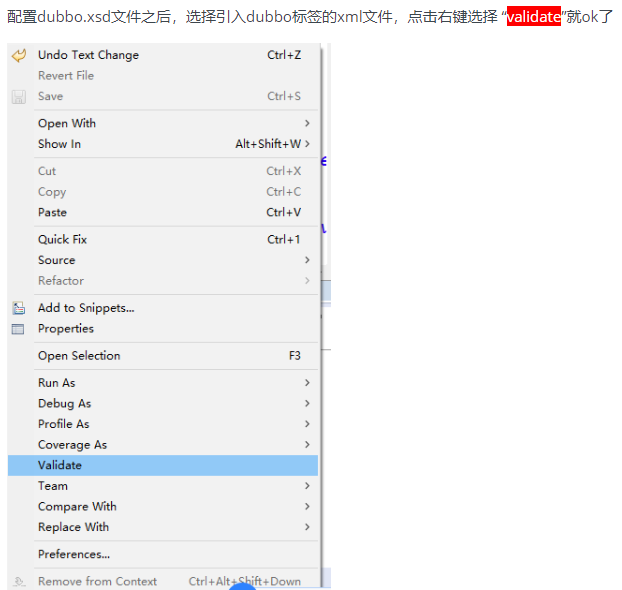 配置dubbo.xsd文件之后，选择引入dubbo标签的xml文件，点击右键选择 “validate”就ok了
Undo Text Change Ctrl+Z
Revert File
Save Ctrl+S
Open With
Show In Alt+Shift+W
Cut Ctrl+X
Copy Ctrl+C
Paste Ctrl+V
Quick Fix Ctrl+1
Source
Refactor
Add to Snippets...
Properties
Open Selection F3
Run As
Debug As
Profile As
Coverage As
Validate
Team
Compare With
Replace With
Preferences...
Remove from Context Ctrl+Alt+Shift+Down